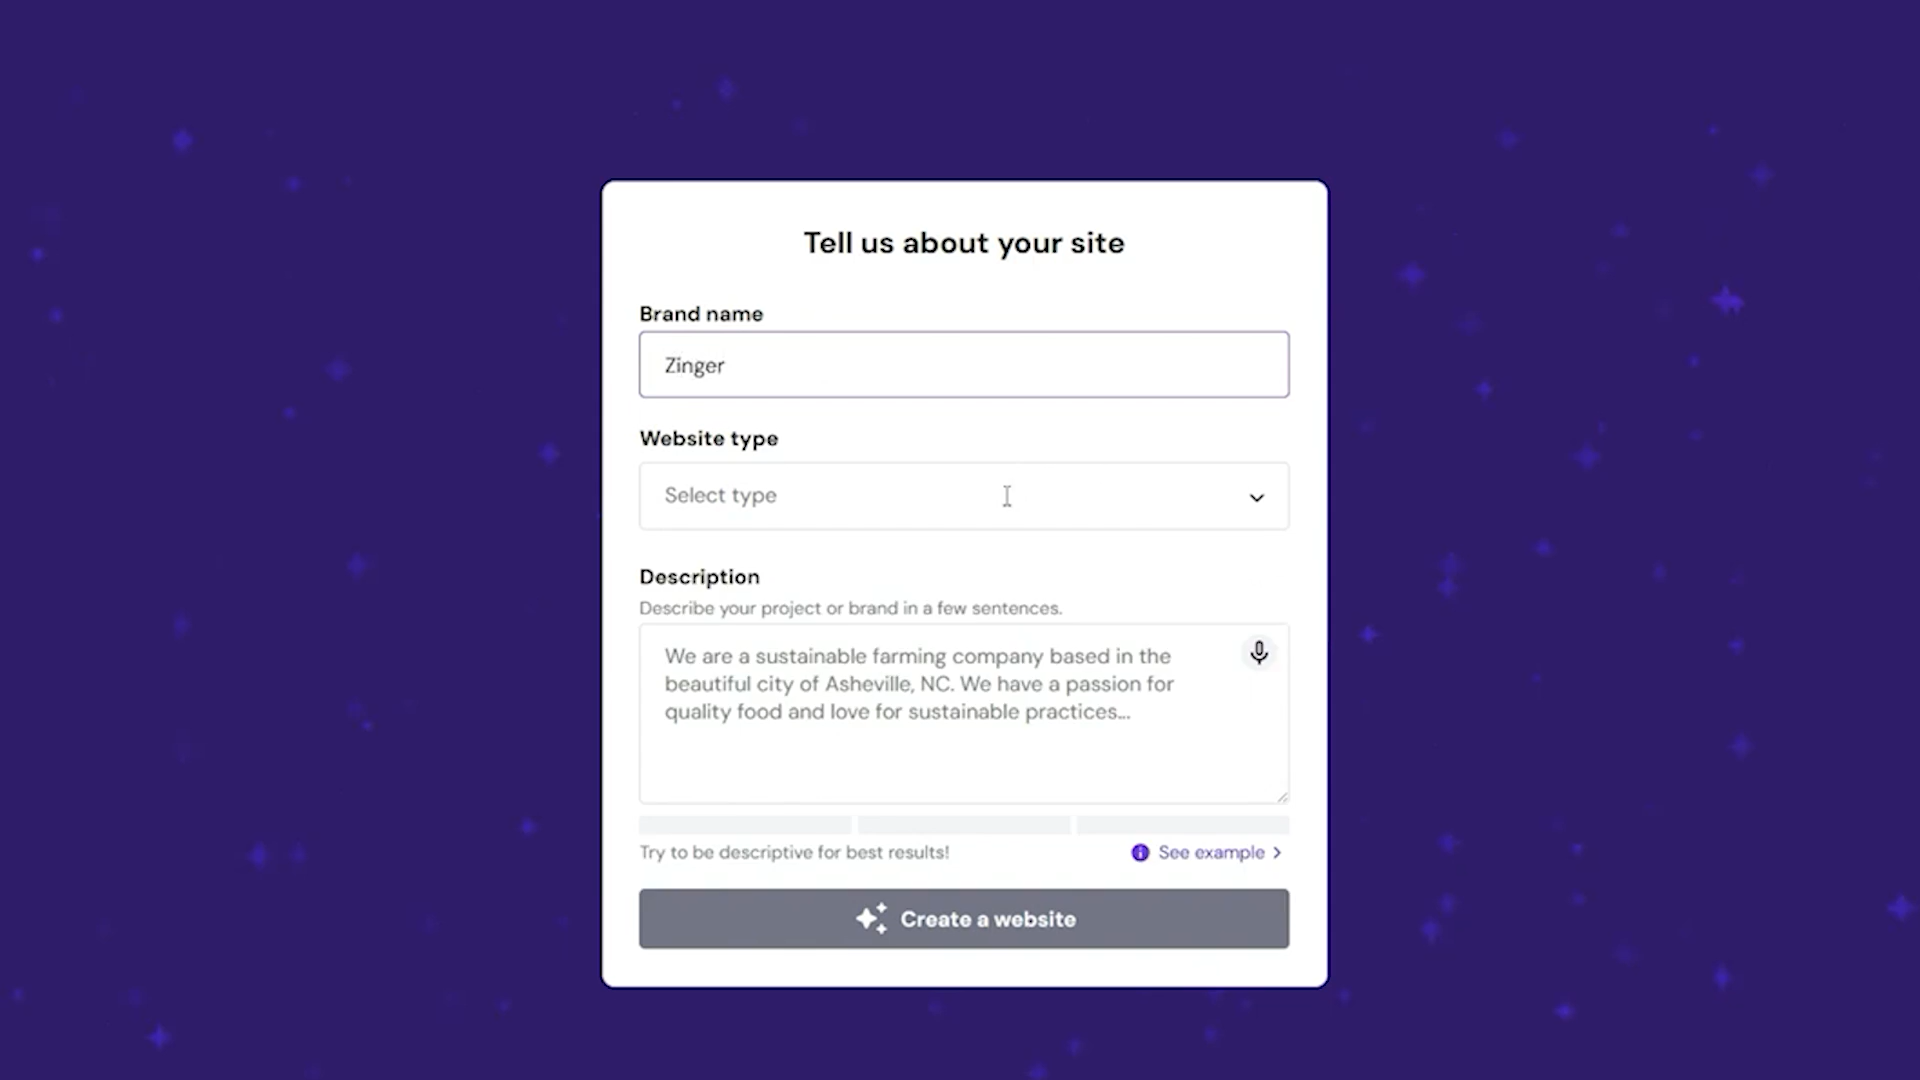 Tell us about your site
Brand name
Zinger
Website type
Select type
Description
Describe your project or brand in a few sentences.
We are a sustainable farming company based in the
beautiful city of Asheville, NC. We have a passion for
quality food and love for sustainable practices...
Try to be descriptive for best results!
See example
Create a website